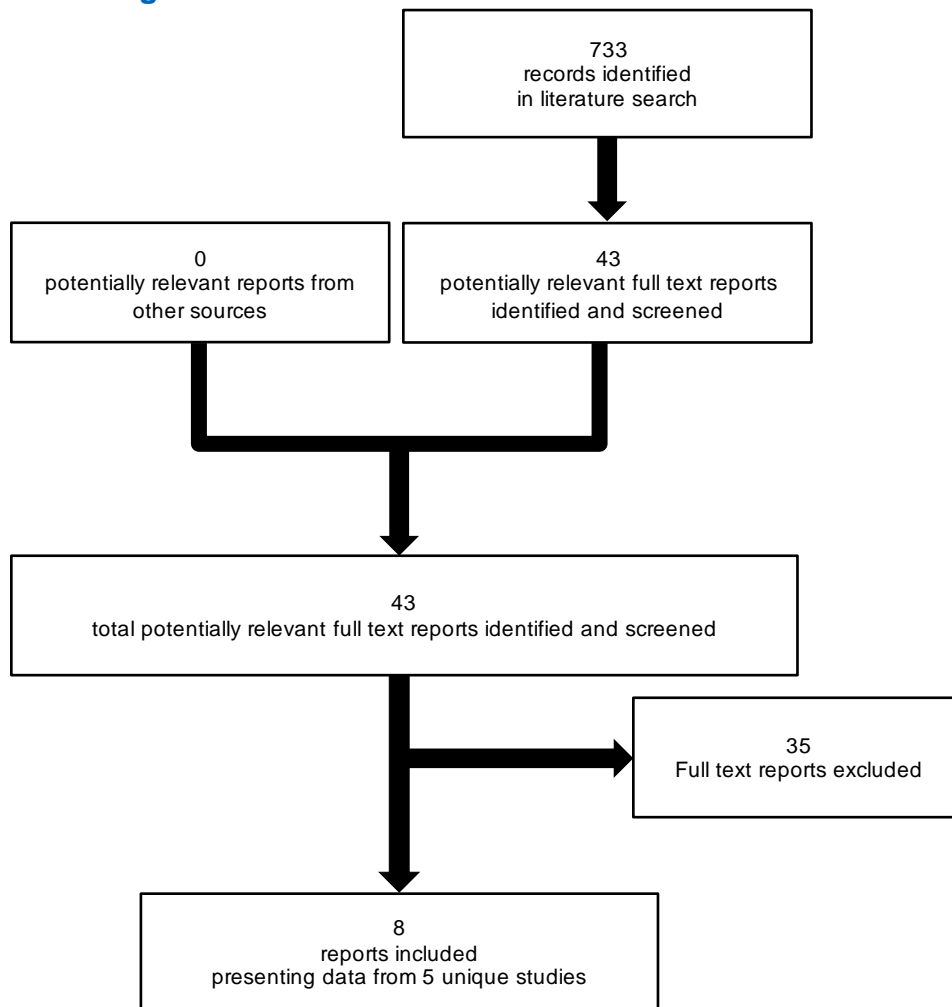 733
records identified
in literature search
0
potentially relevant reports from
other sources
43
potentially relevant full text reports
identified and screened
43
total potentially relevant full text reports identified and screened
35
Full text reports excluded
8
reports included
presenting data from 5 unique studies